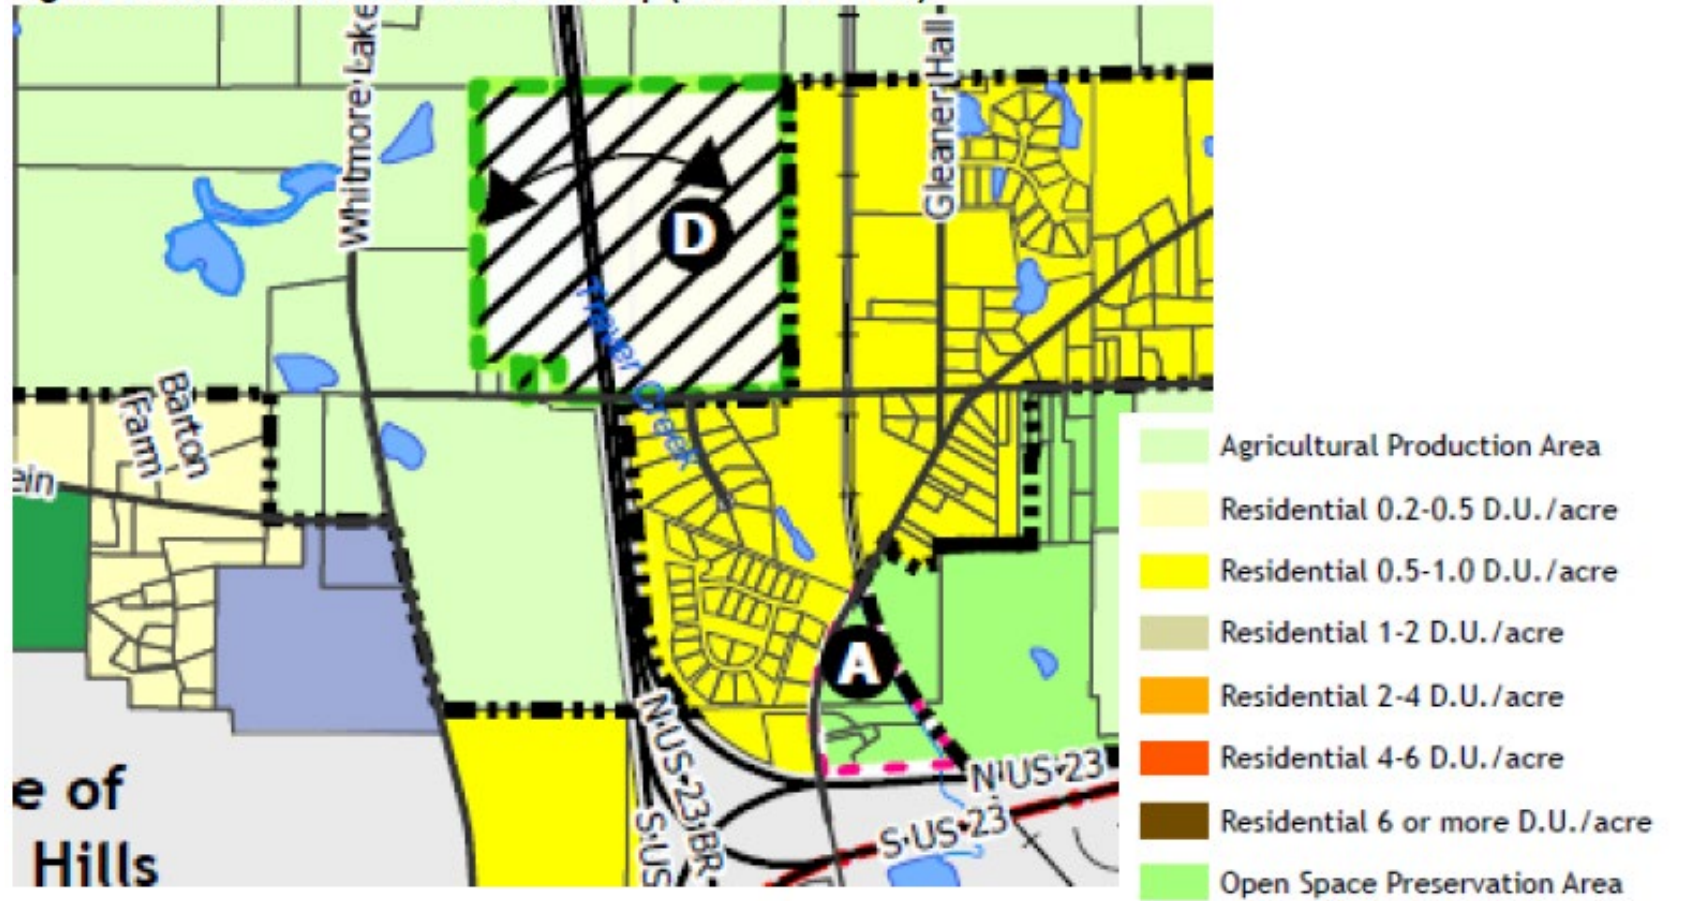 Whitmore Lake
Gleaner Hall
D
Traver Creek
Barton
Farm
ein
A
N US-23
N US-23 BR
S US
S US-23
e of
Hills
Agricultural Production Area
Residential 0.2-0.5 D.U./acre
Residential 0.5-1.0 D.U./acre
Residential 1-2 D.U./acre
Residential 2-4 D.U./acre
Residential 4-6 D.U./acre
Residential 6 or more D.U./acre
Open Space Preservation Area